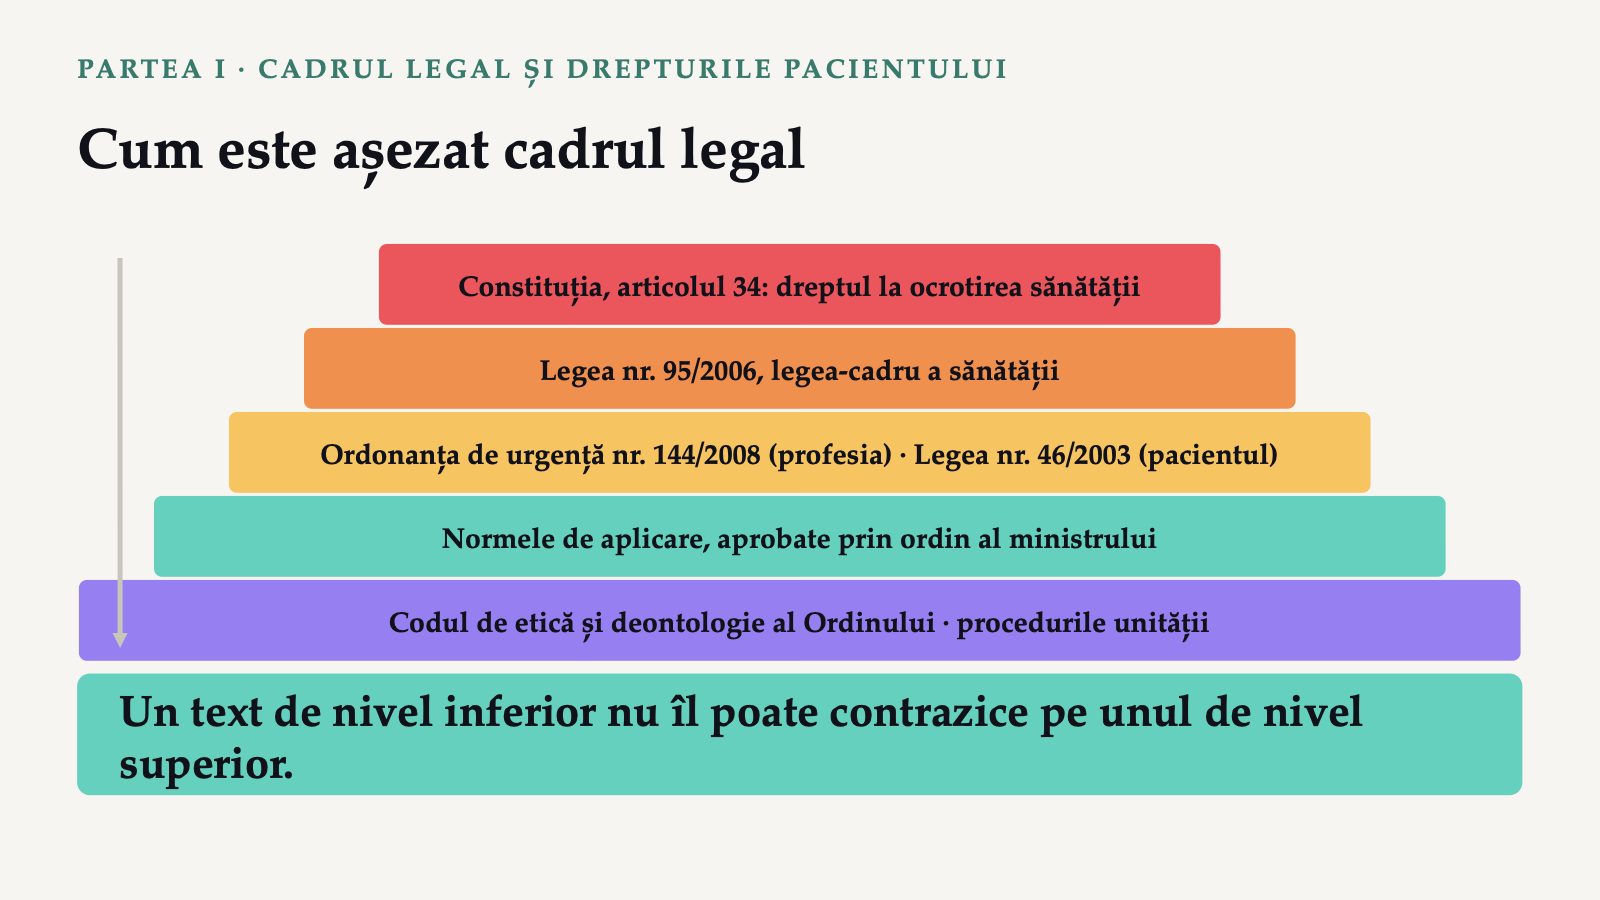 PARTEA I · CADRUL LEGAL ȘI DREPTURILE PACIENTULUI
Cum este așezat cadrul legal
Constituția, articolul 34: dreptul la ocrotirea sănătății
Legea nr. 95/2006, legea-cadru a sănătății
Ordonanța de urgență nr. 144/2008 (profesia) · Legea nr. 46/2003 (pacientul)
Normele de aplicare, aprobate prin ordin al ministrului
Codul de etică și deontologie al Ordinului · procedurile unității
Un text de nivel inferior nu îl poate contrazice pe unul de nivel
superior.